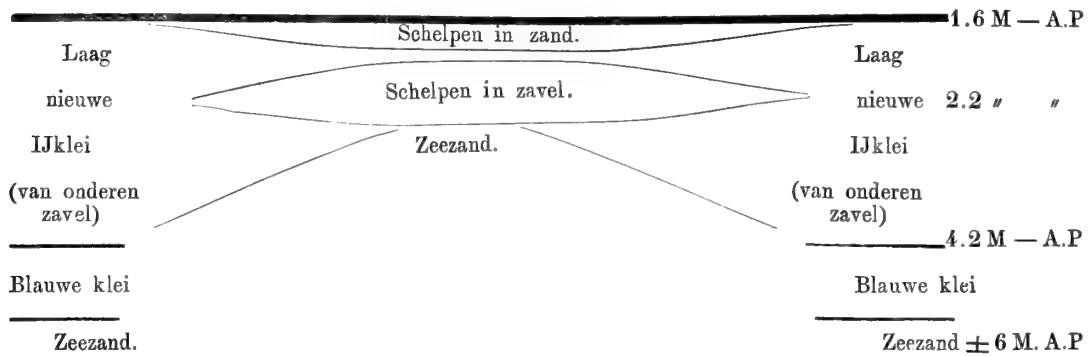 1.6 M — A.P
Schelpen in zand.
Laag Laag
Schelpen in zavel.
nieuwe nieuwe 2.2 〃 〃
Zeezand.
IJklei IJklei
(van onderen (van onderen
zavel) zavel)
4.2 M — A.P
Blauwe klei Blauwe klei
Zeezand. Zeezand ± 6 M. A.P